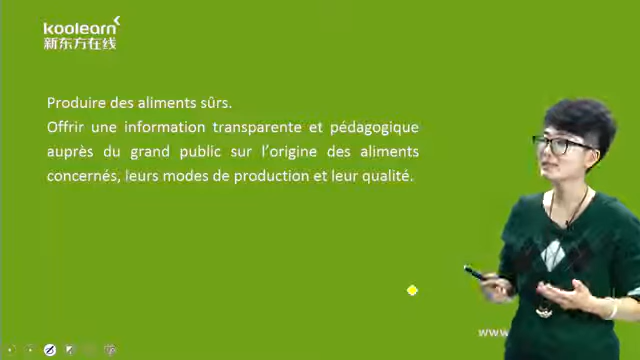 koolearn
新东方在线
Produire des aliments sûrs.
Offrir une information transparente et pédagogique
auprès du grand public sur l'origine des aliments
concernés, leurs modes de production et leur qualité.
www.